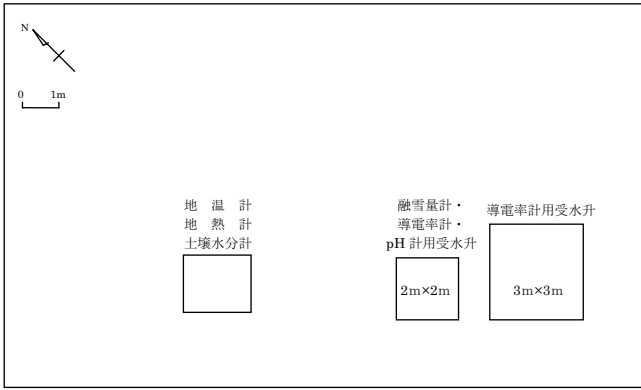 N
0 1m
地 温 計
地 熱 計
土壌水分計
融雪量計・
導電率計・
pH 計用受水升
導電率計用受水升
2m×2m
3m×3m